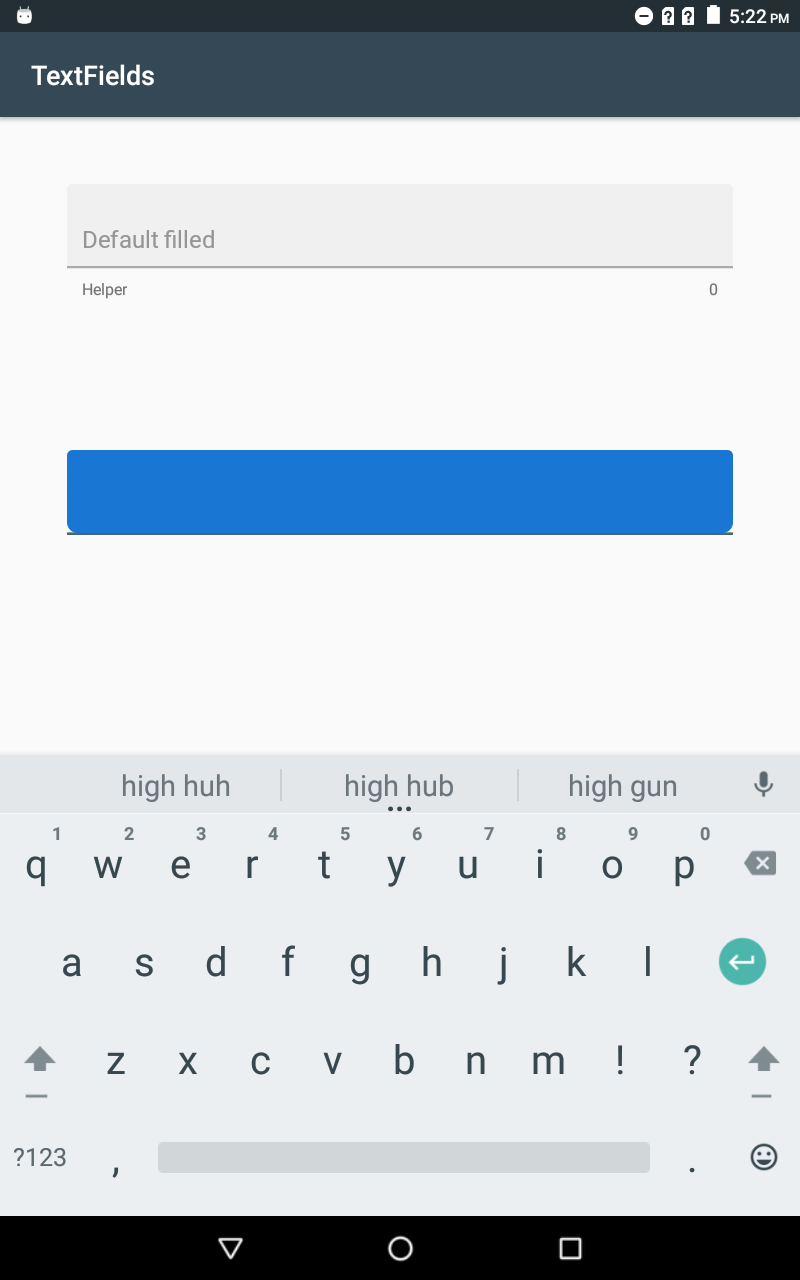 5:22 PM
TextFields
Default filled
Helper 0
high huh high hub high gun
1 2 3 4 5 6 7 8 9 0
q w e r t y u i o p
a s d f g h j k l
z x c v b n m ! ?
?123 , .